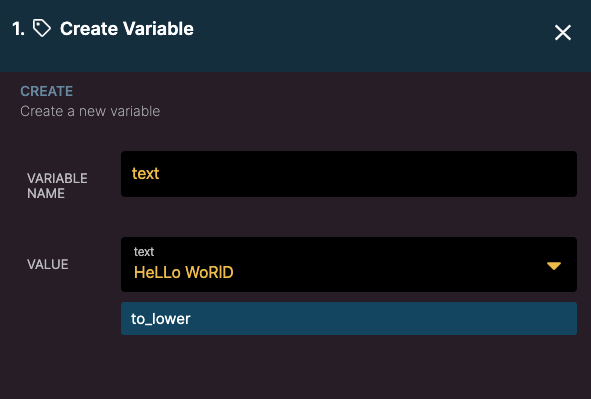 1. Create Variable
CREATE
Create a new variable
VARIABLE
NAME
text
VALUE
text
HeLLo WoRlD
to_lower